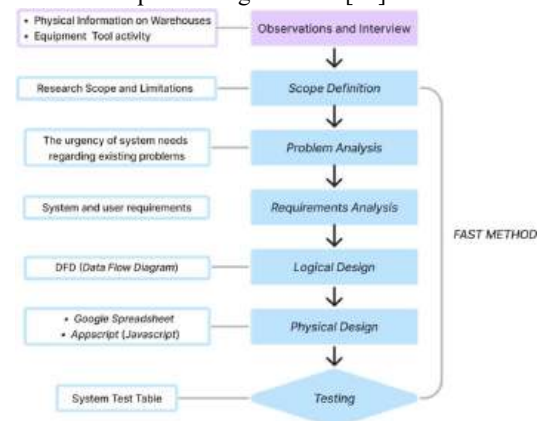 • Physical Information on Warehouses
• Equipment Tool activity
Observations and Interview
Research Scope and Limitations
Scope Definition
The urgency of system needs
regarding existing problems
Problem Analysis
System and user requirements
Requirements Analysis
FAST METHOD
DFD (Data Flow Diagram)
Logical Design
• Google Spreadsheet
• Appscript (Javascript)
Physical Design
System Test Table
Testing